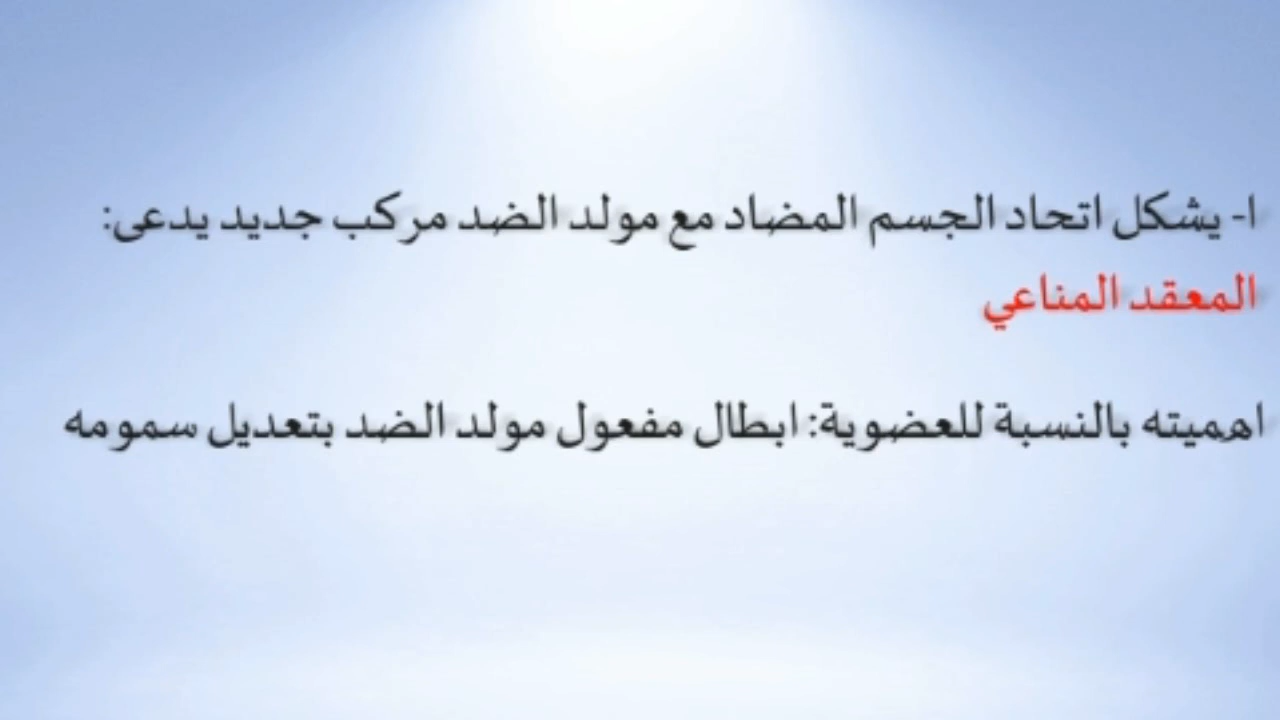 ا- يشكل اتحاد الجسم المضاد مع مولد الضد مركب جديد يدعى:
المعقد المناعي
اهميته بالنسبة للعضوية: ابطال مفعول مولد الضد بتعديل سمومه